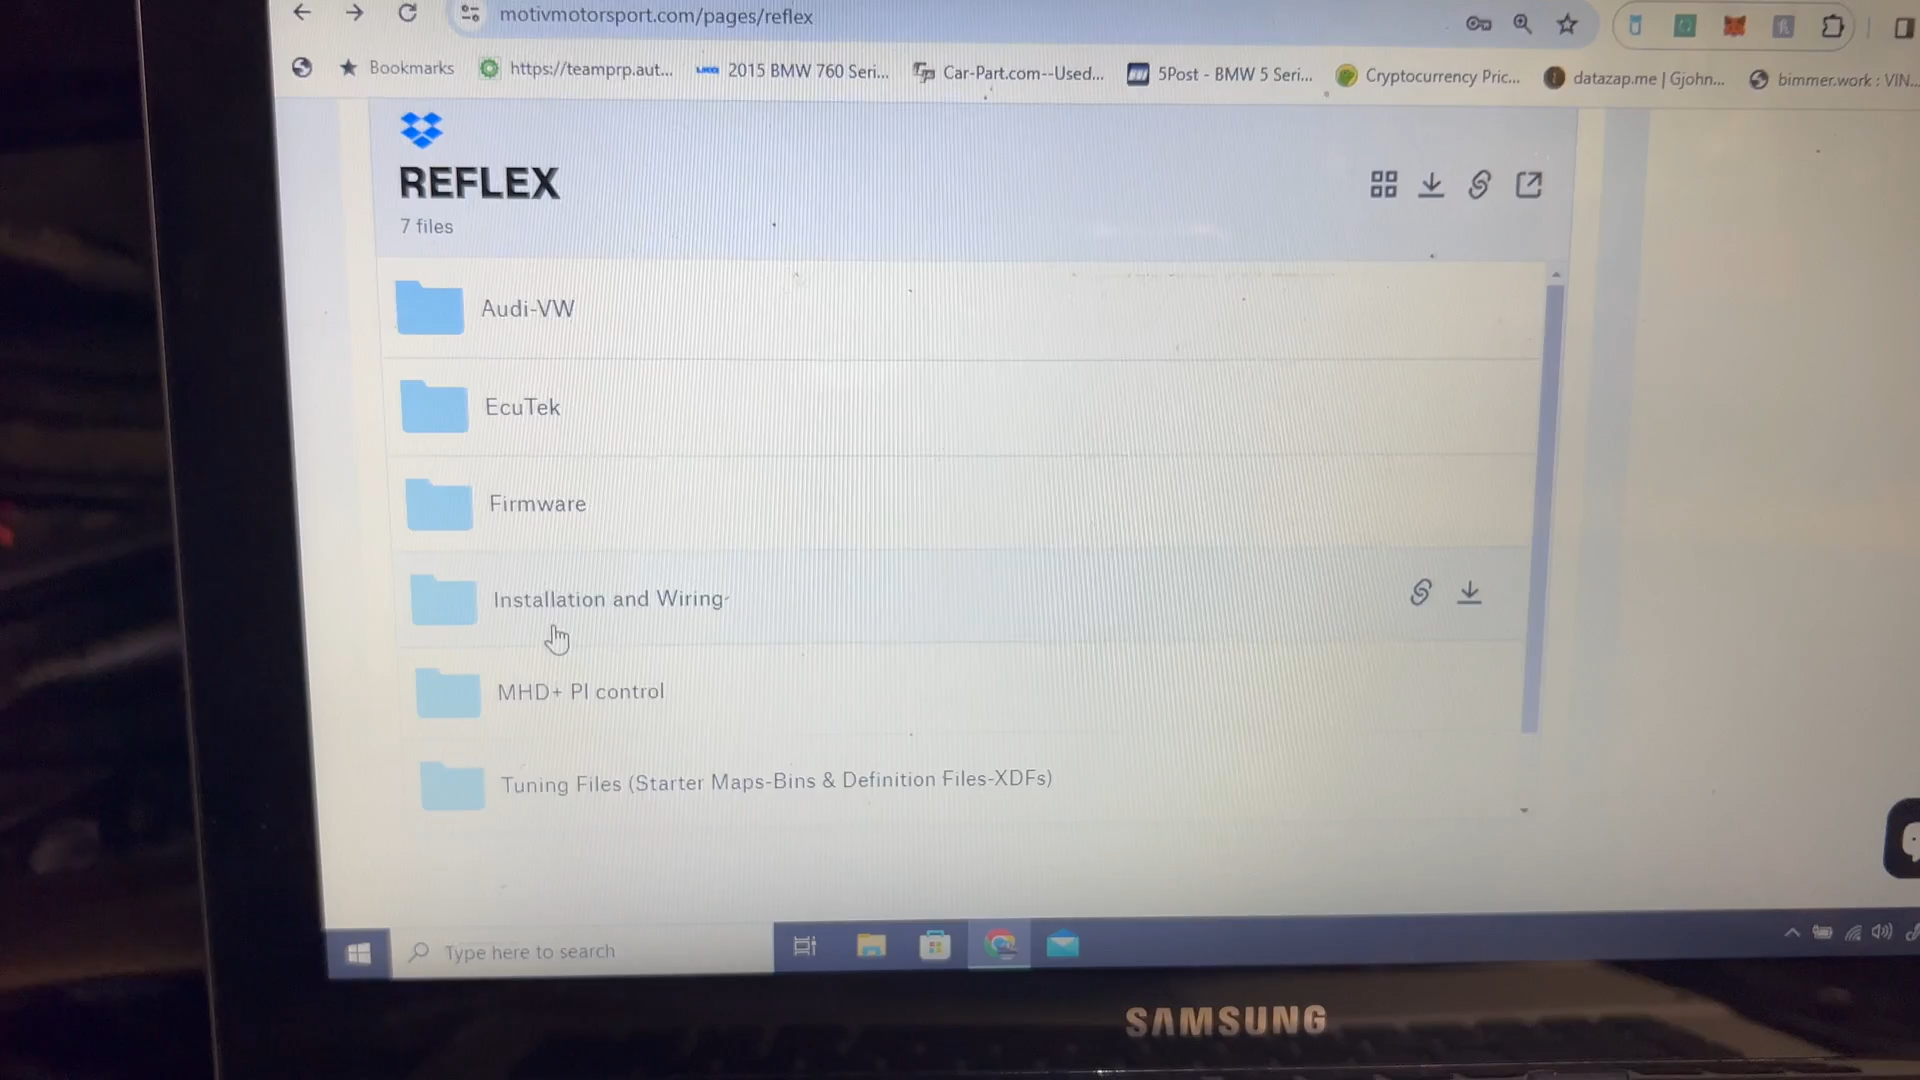 motivmotorsport.com/pages/reflex
Bookmarks https://teamprp.aut... 2015 BMW 760 Seri... Car-Part.com--Used... 5Post - BMW 5 Seri... Cryptocurrency Pric... datazap.me | Gjohn... bimmer.work : VIN...
REFLEX
7 files
Audi-VW
EcuTek
Firmware
Installation and Wiring-
MHD+ PI control
Tuning Files (Starter Maps-Bins & Definition Files-XDFs)
Type here to search
SAMSUNG